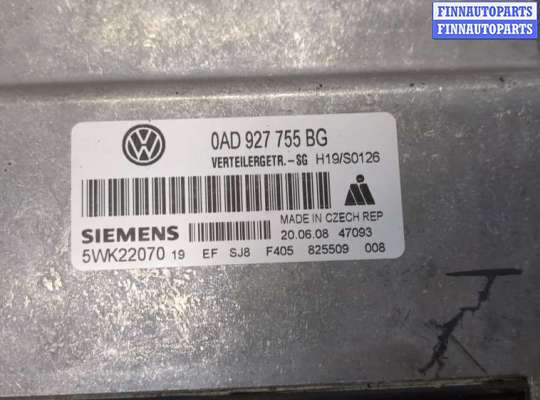 FINNAUTOPARTS
FINNAUTOPARTS
0AD 927 755 BG
VERTEILERGETR.-SG H19/S0126
MADE IN CZECH REP
SIEMENS
20.06.08 47093
5WK22070 19 EF SJ8 F405 825509 008